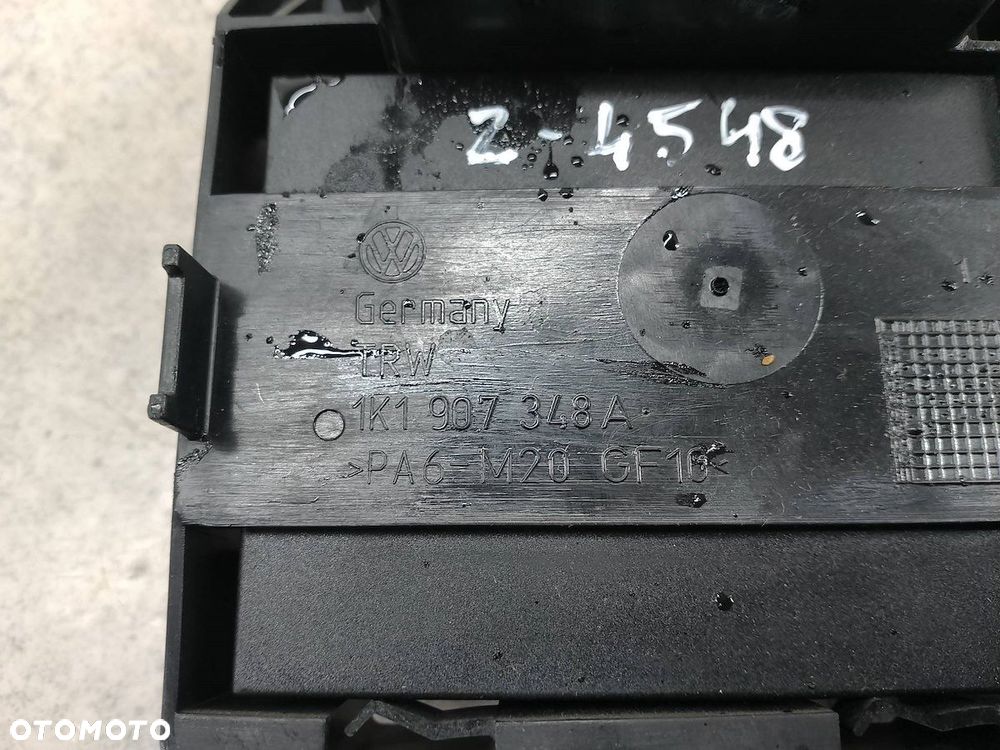 Z-4548
Germany
TRW
1K1 907 348 A
>PA6-M20 GF10<
OTOMOTO